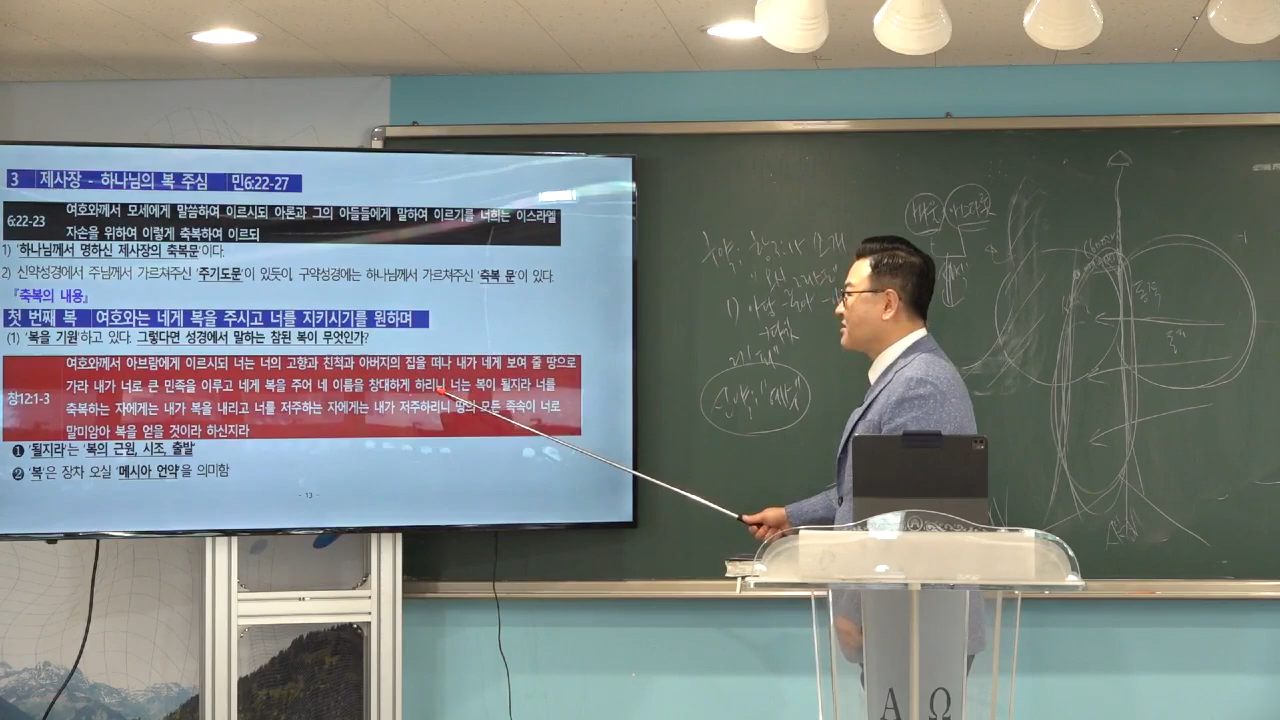 3 제사장 - 하나님의 복 주심 민6:22-27
6:22-23 여호와께서 모세에게 말씀하여 이르시되 아론과 그의 아들들에게 말하여 이르기를 너희는 이스라엘
자손을 위하여 이렇게 축복하여 이르되
1) '하나님께서 명하신 제사장의 축복문'이다.
2) 신약성경에서 주님께서 가르쳐주신 '주기도문'이 있듯이, 구약성경에는 하나님께서 가르쳐주신 '축복 문'이 있다.
『축복의 내용』
첫 번째 복 여호와는 네게 복을 주시고 너를 지키시기를 원하며
(1) '복을 기원'하고 있다. 그렇다면 성경에서 말하는 참된 복이 무엇인가?
창12:1-3 여호와께서 아브람에게 이르시되 너는 너의 고향과 친척과 아버지의 집을 떠나 내가 네게 보여 줄 땅으로
가라 내가 너로 큰 민족을 이루고 네게 복을 주어 네 이름을 창대하게 하리니 너는 복이 될지라 너를
축복하는 자에게는 내가 복을 내리고 너를 저주하는 자에게는 내가 저주하리니 땅의 모든 족속이 너로
말미암아 복을 얻을 것이라 하신지라
❶ '될지라'는 '복의 근원, 시조, 출발'
❷ '복'은 장차 오실 '메시아 언약'을 의미함
- 13 -
구약:
1)
신약:
Α Ω